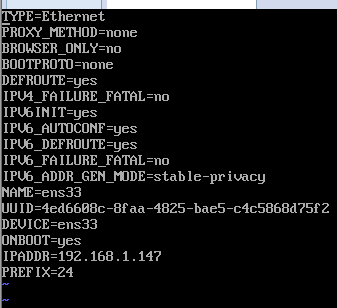 TYPE=Ethernet
PROXY_METHOD=none
BROWSER_ONLY=no
BOOTPROTO=none
DEFROUTE=yes
IPV4_FAILURE_FATAL=no
IPV6INIT=yes
IPV6_AUTOCONF=yes
IPV6_DEFROUTE=yes
IPV6_FAILURE_FATAL=no
IPV6_ADDR_GEN_MODE=stable-privacy
NAME=ens33
UUID=4ed6608c-8faa-4825-bae5-c4c5868d75f2
DEVICE=ens33
ONBOOT=yes
IPADDR=192.168.1.147
PREFIX=24
~
~